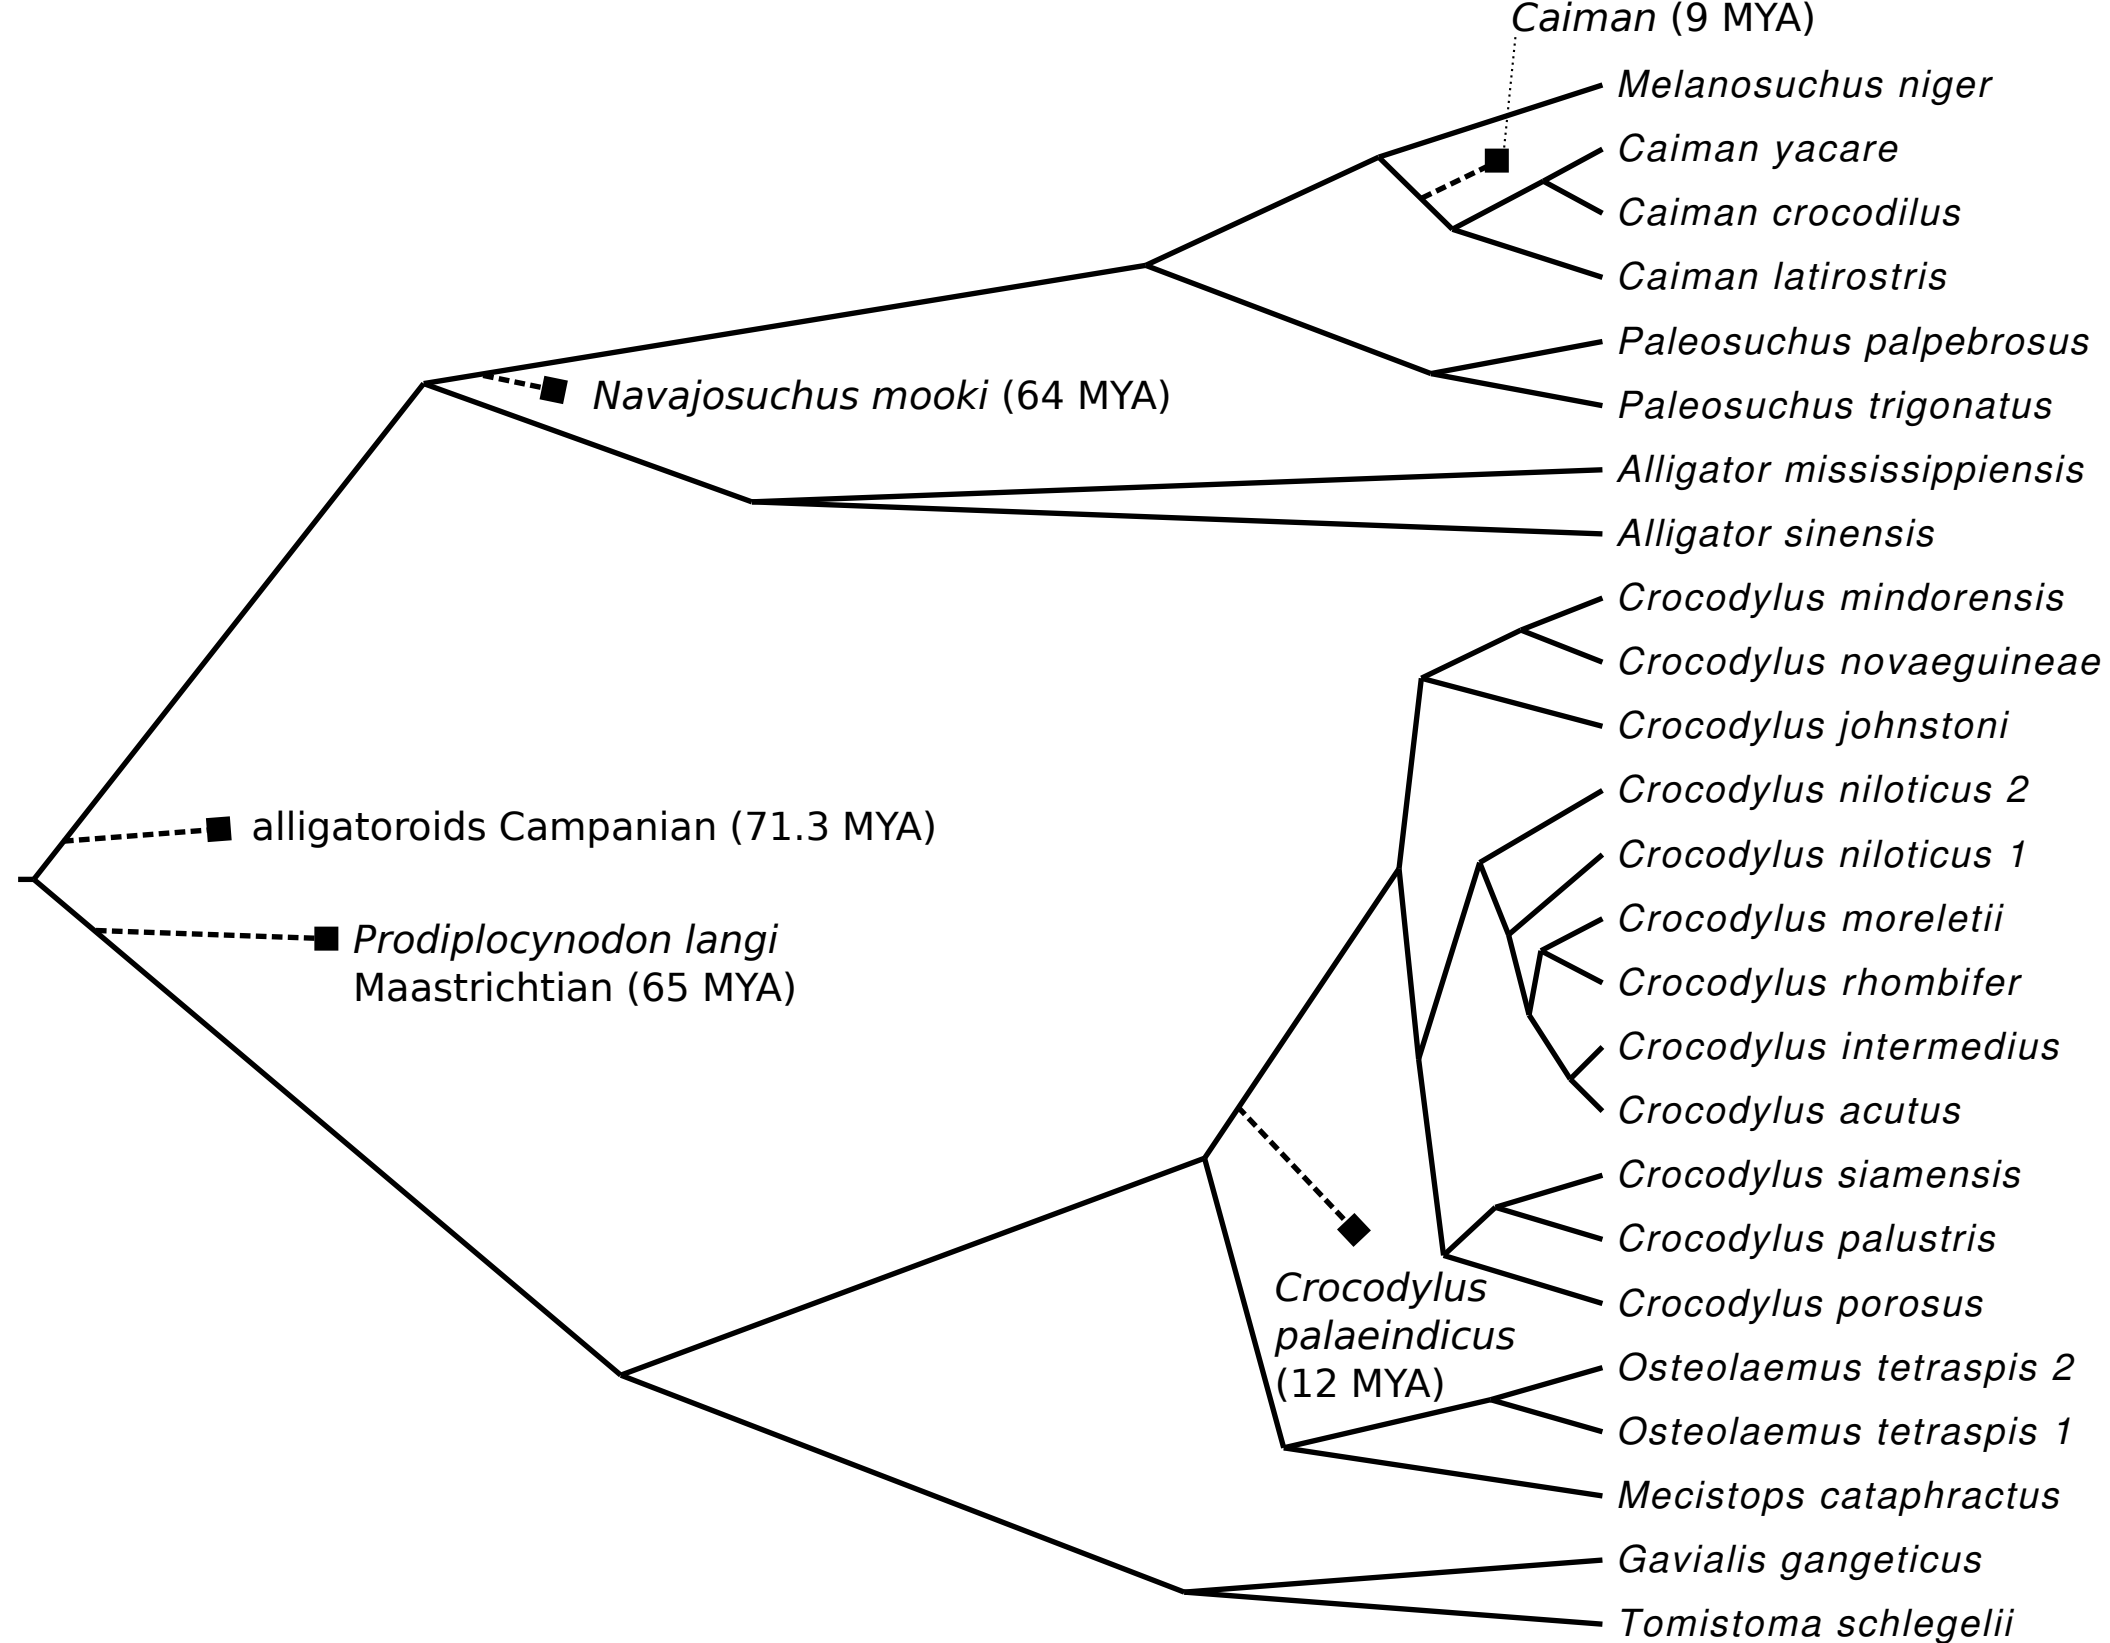 Caiman (9 MYA)
Melanosuchus niger
Caiman yacare
Caiman crocodilus
Caiman latirostris
Paleosuchus palpebrosus
Navajosuchus mooki (64 MYA)
Paleosuchus trigonatus
Alligator mississippiensis
Alligator sinensis
Crocodylus mindorensis
Crocodylus novaeguineae
Crocodylus johnstoni
Crocodylus niloticus 2
alligatoroids Campanian (71.3 MYA)
Crocodylus niloticus 1
Crocodylus moreletii
Prodiplocynodon langi
Maastrichtian (65 MYA)
Crocodylus rhombifer
Crocodylus intermedius
Crocodylus acutus
Crocodylus siamensis
Crocodylus palustris
Crocodylus
palaeindicus
(12 MYA)
Crocodylus porosus
Osteolaemus tetraspis 2
Osteolaemus tetraspis 1
Mecistops cataphractus
Gavialis gangeticus
Tomistoma schlegelii